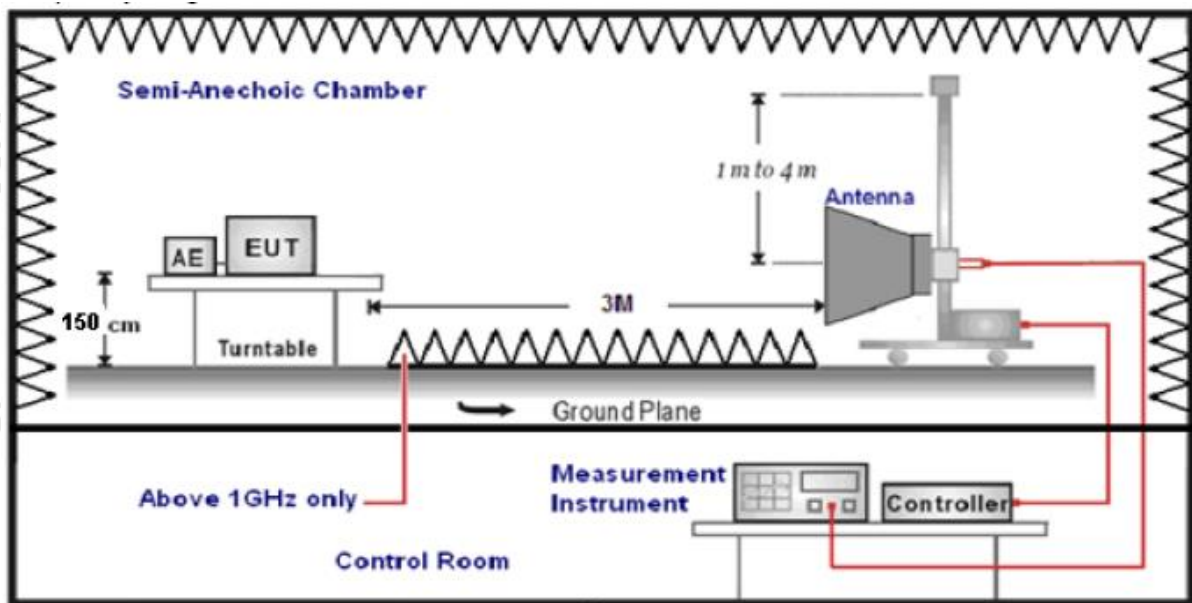 Semi-Anechoic Chamber
1 m to 4 m
Antenna
AE
EUT
3M
150 cm
Turntable
Ground Plane
Above 1GHz only
Measurement
Instrument
Controller
Control Room